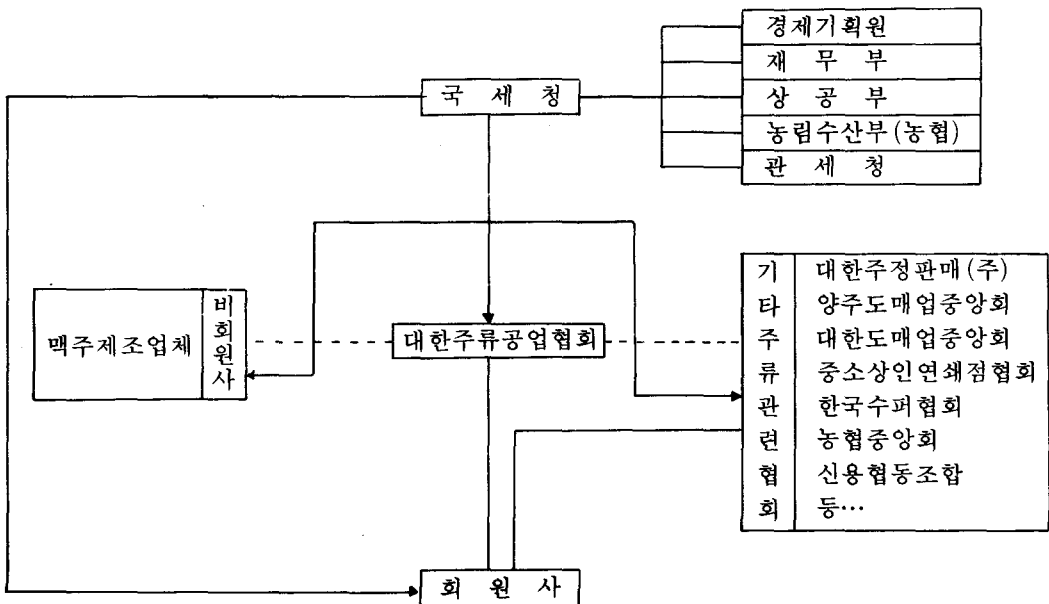 경제기획원
재 무 부
국 세 청
상 공 부
농림수산부(농협)
관 세 청
맥주제조업체
비회원사
대한주류공업협회
기타주류관련협회
대한주정판매(주)
양주도매업중앙회
대한도매업중앙회
중소상인연쇄점협회
한국수퍼협회
농협중앙회
신용협동조합
등…
회 원 사